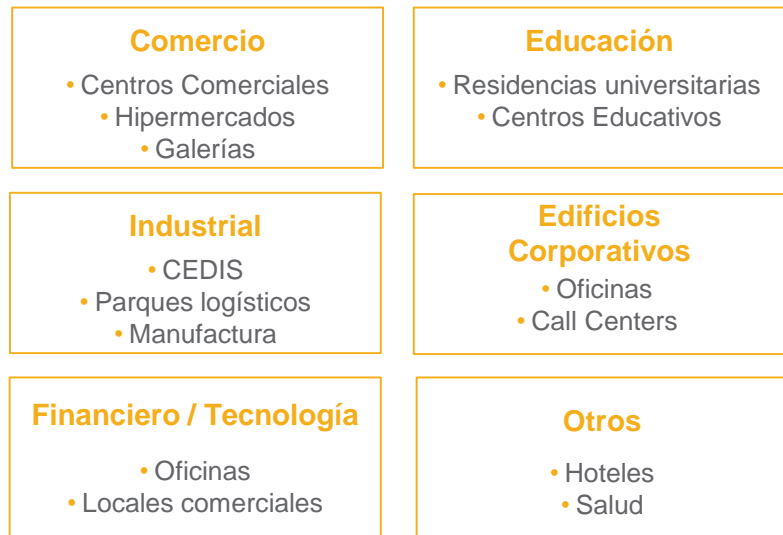 Comercio
• Centros Comerciales
• Hipermercados
• Galerías
Educación
• Residencias universitarias
• Centros Educativos
Industrial
• CEDIS
• Parques logísticos
• Manufactura
Edificios
Corporativos
• Oficinas
• Call Centers
Financiero / Tecnología
• Oficinas
• Locales comerciales
Otros
• Hoteles
• Salud